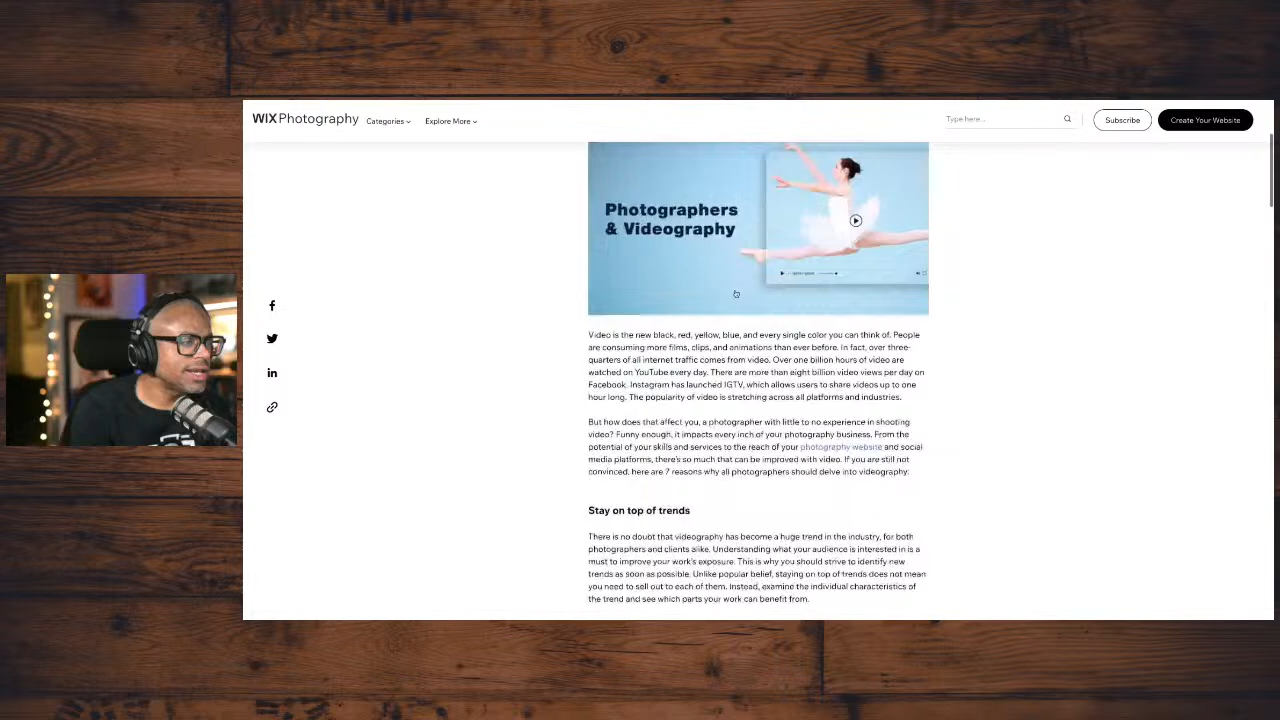 WIX Photography
Categories
Explore More
Type here...
Subscribe
Create Your Website
Photographers
& Videography
Video is the new black, red, yellow, blue, and every single color you can think of. People
are consuming more films, clips, and animations than ever before. In fact, over three-
quarters of all internet traffic comes from video. Over one billion hours of video are
watched on YouTube every day. There are more than eight billion video views per day on
Facebook. Instagram has launched IGTV, which allows users to share videos up to one
hour long. The popularity of video is stretching across all platforms and industries.
But how does that affect you, a photographer with little to no experience in shooting
video? Funny enough, it impacts every inch of your photography business. From the
potential of your skills and services to the reach of your photography website and social
media platforms, there's so much that can be improved with video. If you are still not
convinced, here are 7 reasons why all photographers should delve into videography:
Stay on top of trends
There is no doubt that videography has become a huge trend in the industry, for both
photographers and clients alike. Understanding what your audience is interested in is a
must to improve your work's exposure. This is why you should strive to identify new
trends as soon as possible. Unlike popular belief, staying on top of trends does not mean
you need to sell out to each of them. Instead, examine the individual characteristics of
the trend and see which parts your work can benefit from.